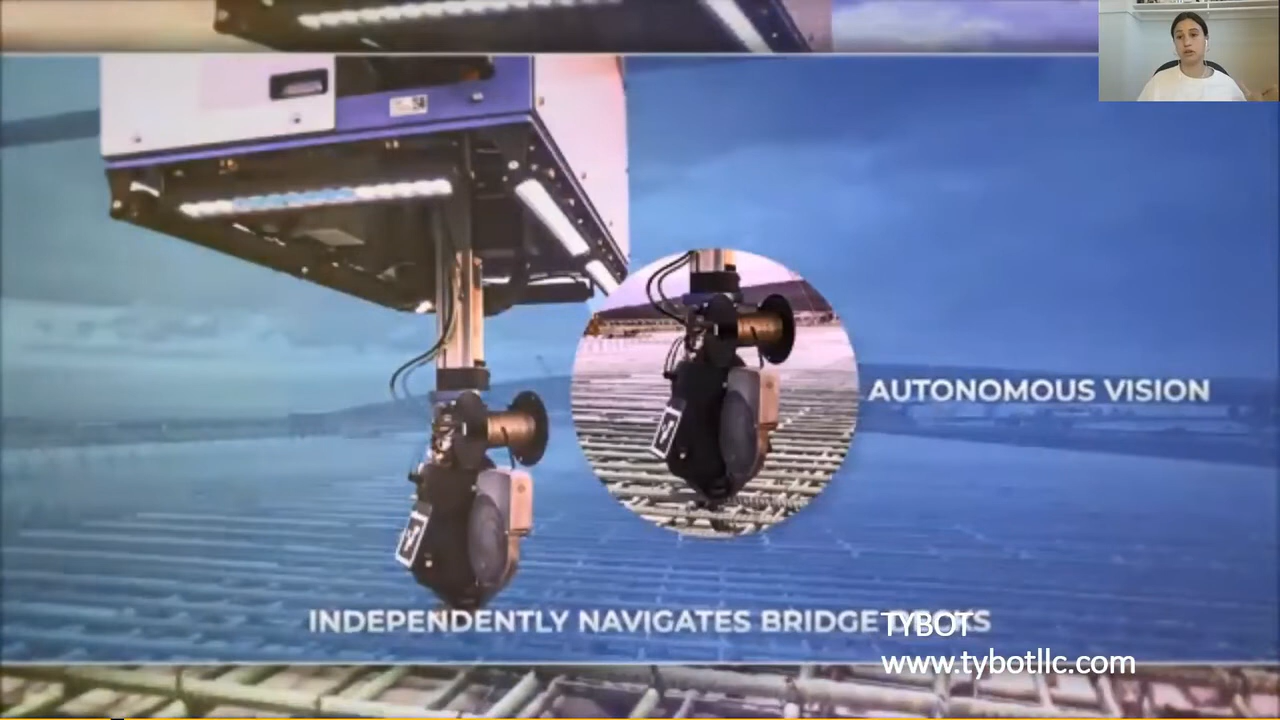 AUTONOMOUS VISION
INDEPENDENTLY NAVIGATES BRIDGE
TYBOT
www.tybotllc.com